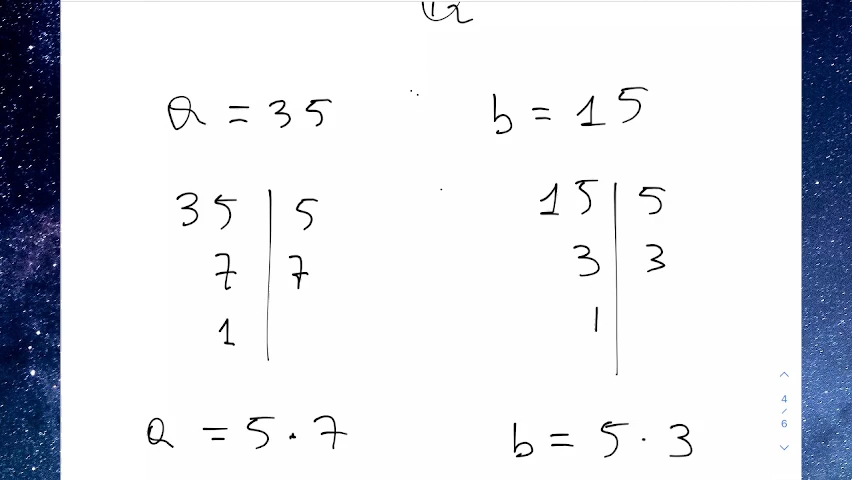 a = 35 b = 15
35 | 5 15 | 5
7 | 7 3 | 3
1 | 1 |
a = 5 · 7 b = 5 · 3
4
/
6